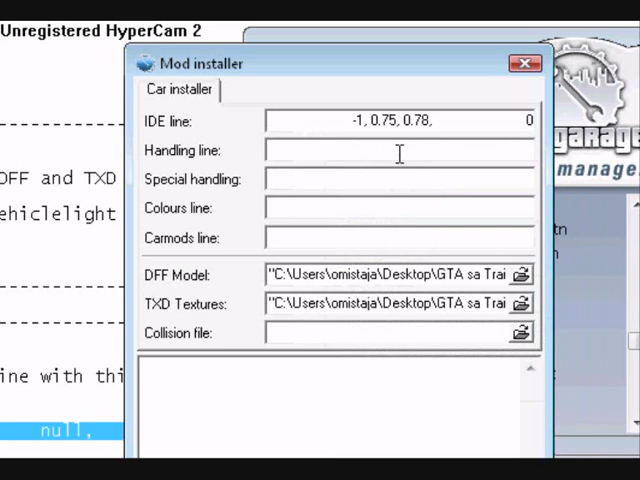 Unregistered HyperCam 2
Mod installer
Car installer
IDE line: -1, 0.75, 0.78, 0
Handling line:
Special handling:
Colours line:
Carmods line:
DFF Model: "C:\Users\omistaja\Desktop\GTA sa Trai
TXD Textures: "C:\Users\omistaja\Desktop\GTA sa Trai
Collision file:
DFF and TXD
ehiclelight
ine with thi
null,
garage
manage
tn